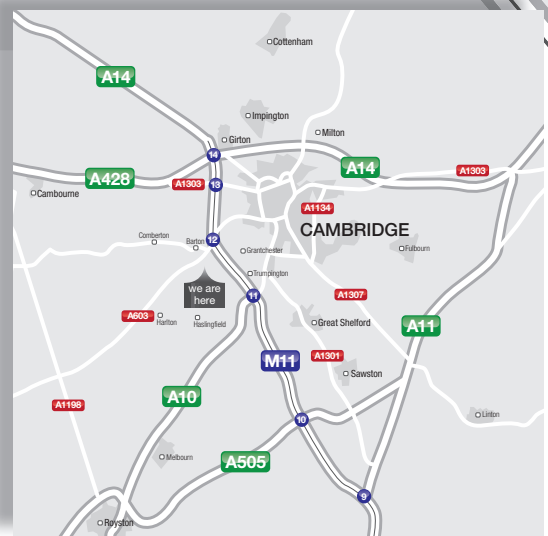 Cottenham
A14
Impington
Milton
Girton
14
A14
A1303
A428
A1303
13
Cambourne
A1134
CAMBRIDGE
Comberton
12
Barton
Grantchester
Fulbourn
Trumpington
we are
here
11
A1307
A603
Harlton
Haslingfield
Great Shelford
A11
A1301
M11
Sawston
A10
A1198
10
Linton
Melbourn
A505
9
Royston